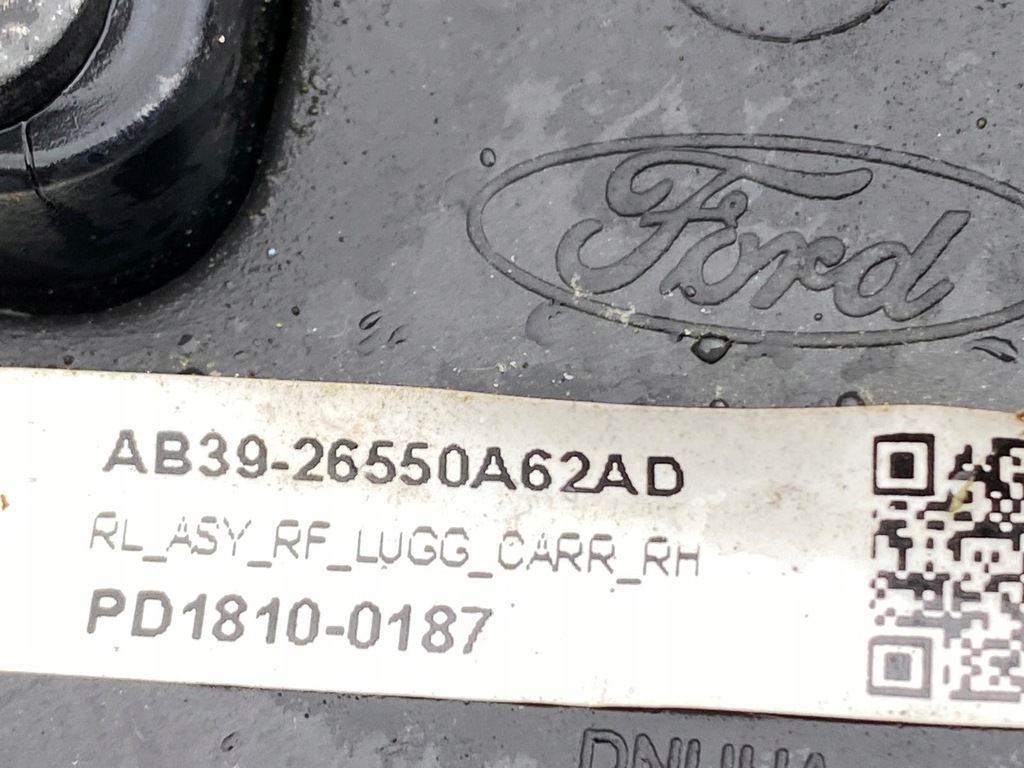 Ford
AB39-26550A62AD
RL_ASY_RF_LUGG_CARR_RH
PD1810-0187